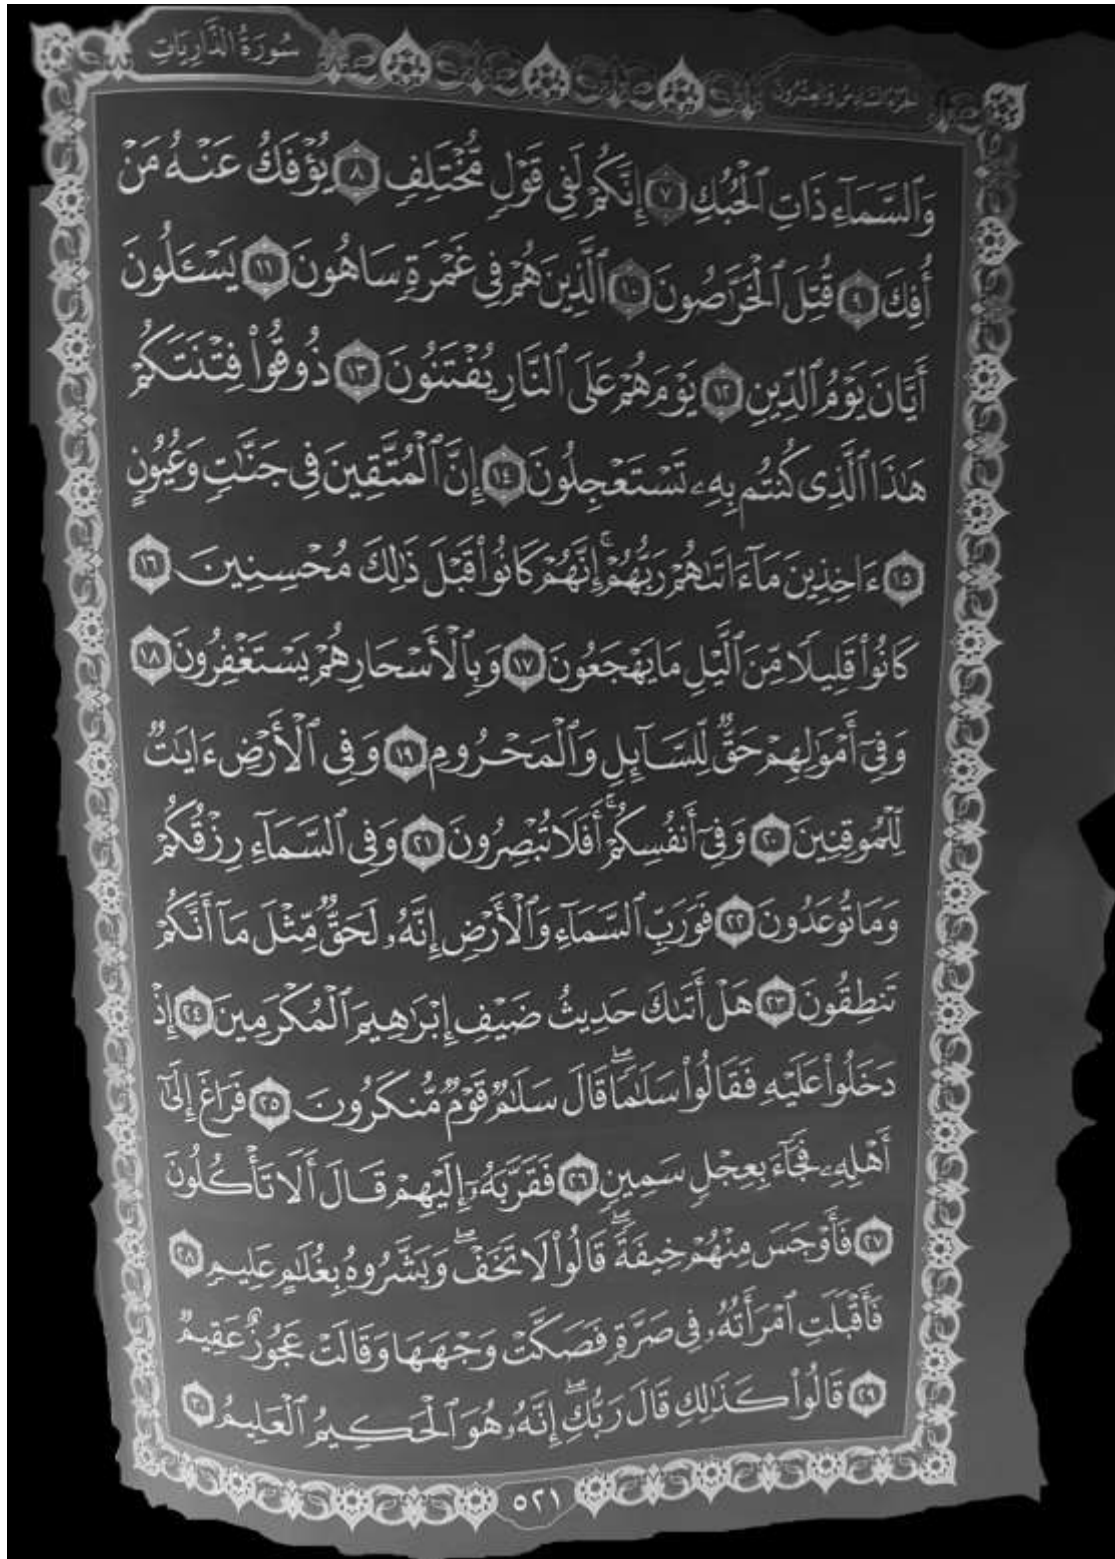 سُورَةُ الذَّارِيَاتِ
الجزء السادس والعشرون
وَٱلسَّمَآءِ ذَاتِ ٱلْحُبُكِ ٧ إِنَّكُمْ لَفِى قَوْلٍ مُّخْتَلِفٍ ٨ يُؤْفَكُ عَنْهُ مَنْ
أُفِكَ ٩ قُتِلَ ٱلْخَرَّٰصُونَ ١٠ ٱلَّذِينَ هُمْ فِى غَمْرَةٍ سَاهُونَ ١١ يَسْـَٔلُونَ
أَيَّانَ يَوْمُ ٱلدِّينِ ١٢ يَوْمَ هُمْ عَلَى ٱلنَّارِ يُفْتَنُونَ ١٣ ذُوقُوا۟ فِتْنَتَكُمْ
هَٰذَا ٱلَّذِى كُنتُم بِهِۦ تَسْتَعْجِلُونَ ١٤ إِنَّ ٱلْمُتَّقِينَ فِى جَنَّٰتٍ وَعُيُونٍ
١٥ ءَاخِذِينَ مَآ ءَاتَىٰهُمْ رَبُّهُمْ ۚ إِنَّهُمْ كَانُوا۟ قَبْلَ ذَٰلِكَ مُحْسِنِينَ ١٦
كَانُوا۟ قَلِيلًا مِّنَ ٱلَّيْلِ مَا يَهْجَعُونَ ١٧ وَبِٱلْأَسْحَارِ هُمْ يَسْتَغْفِرُونَ ١٨
وَفِىٓ أَمْوَٰلِهِمْ حَقٌّ لِّلسَّآئِلِ وَٱلْمَحْرُومِ ١٩ وَفِى ٱلْأَرْضِ ءَايَٰتٌ
لِّلْمُوقِنِينَ ٢٠ وَفِىٓ أَنفُسِكُمْ ۚ أَفَلَا تُبْصِرُونَ ٢١ وَفِى ٱلسَّمَآءِ رِزْقُكُمْ
وَمَا تُوعَدُونَ ٢٢ فَوَرَبِّ ٱلسَّمَآءِ وَٱلْأَرْضِ إِنَّهُۥ لَحَقٌّ مِّثْلَ مَآ أَنَّكُمْ
تَنطِقُونَ ٢٣ هَلْ أَتَىٰكَ حَدِيثُ ضَيْفِ إِبْرَٰهِيمَ ٱلْمُكْرَمِينَ ٢٤ إِذْ
دَخَلُوا۟ عَلَيْهِ فَقَالُوا۟ سَلَٰمًا ۖ قَالَ سَلَٰمٌ قَوْمٌ مُّنكَرُونَ ٢٥ فَرَاغَ إِلَىٰٓ
أَهْلِهِۦ فَجَآءَ بِعِجْلٍ سَمِينٍ ٢٦ فَقَرَّبَهُۥٓ إِلَيْهِمْ قَالَ أَلَا تَأْكُلُونَ
٢٧ فَأَوْجَسَ مِنْهُمْ خِيفَةً ۖ قَالُوا۟ لَا تَخَفْ ۖ وَبَشَّرُوهُ بِغُلَٰمٍ عَلِيمٍ ٢٨
فَأَقْبَلَتِ ٱمْرَأَتُهُۥ فِى صَرَّةٍ فَصَكَّتْ وَجْهَهَا وَقَالَتْ عَجُوزٌ عَقِيمٌ
٢٩ قَالُوا۟ كَذَٰلِكِ قَالَ رَبُّكِ ۖ إِنَّهُۥ هُوَ ٱلْحَكِيمُ ٱلْعَلِيمُ ٣٠
٥٢١